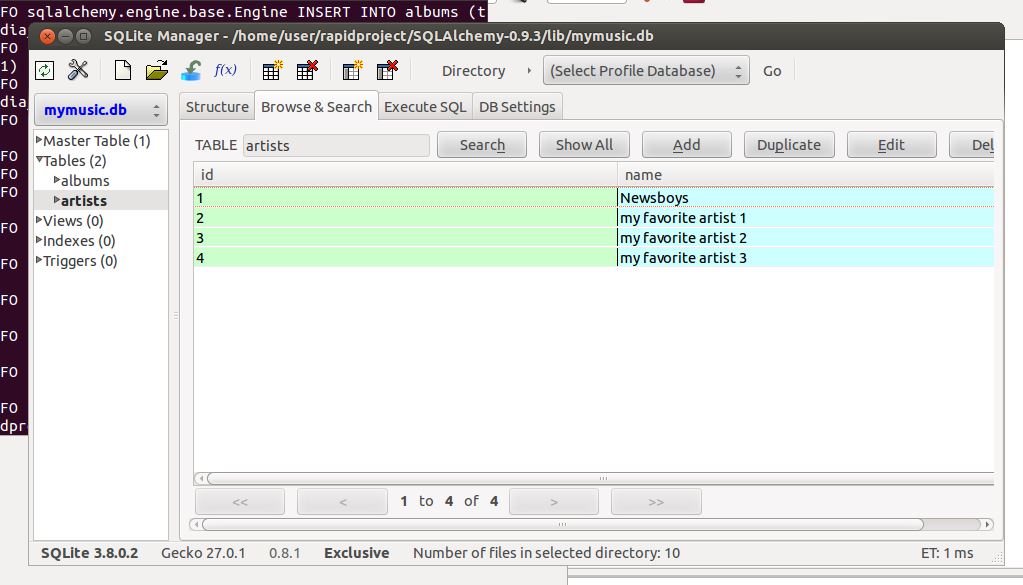 FO sqlalchemy.engine.base.Engine INSERT INTO albums (t
dia
SQLite Manager - /home/user/rapidproject/SQLAlchemy-0.9.3/lib/mymusic.db
FO
1)
f(x)
Directory
(Select Profile Database)
Go
FO
dia
mymusic.db
Structure
Browse & Search
Execute SQL
DB Settings
FO
Master Table (1)
TABLE
artists
Search
Show All
Add
Duplicate
Edit
Del
FO
Tables (2)
FO
albums
id
name
FO
artists
1
Newsboys
Views (0)
2
my favorite artist 1
FO
Indexes (0)
3
my favorite artist 2
Triggers (0)
4
my favorite artist 3
FO
FO
FO
FO
FO
dpr
<<
<
1 to 4 of 4
>
>>
SQLite 3.8.0.2
Gecko 27.0.1
0.8.1
Exclusive
Number of files in selected directory: 10
ET: 1 ms